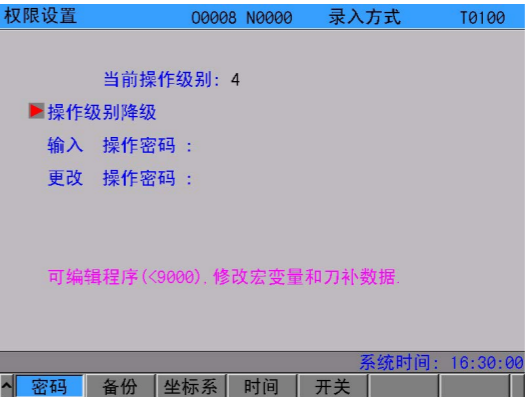 权限设置 O0008 N0000 录入方式 T0100
当前操作级别: 4
操作级别降级
输入 操作密码 :
更改 操作密码 :
可编辑程序(<9000).修改宏变量和刀补数据.
系统时间: 16:30:00
^ 密码 备份 坐标系 时间 开关